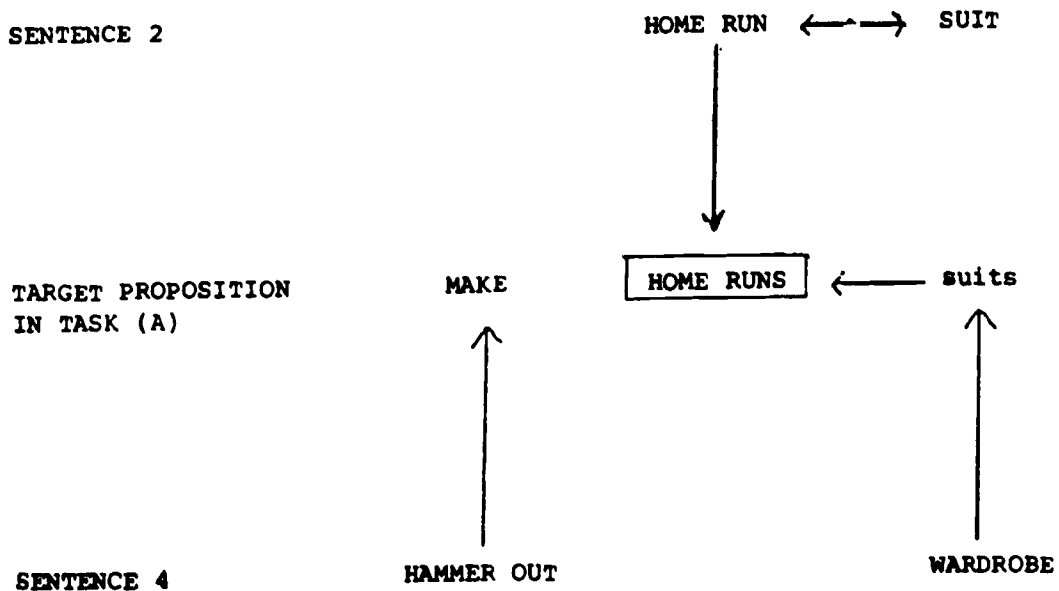 SENTENCE 2 HOME RUN SUIT
TARGET PROPOSITION MAKE HOME RUNS suits
IN TASK (A)
SENTENCE 4 HAMMER OUT WARDROBE